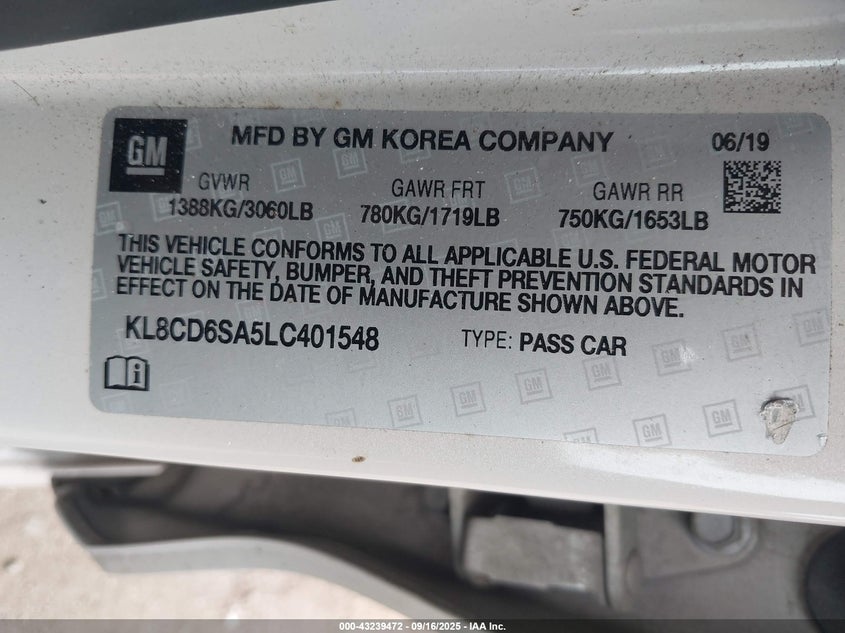 GM
MFD BY GM KOREA COMPANY 06/19
GVWR GAWR FRT GAWR RR
1388KG/3060LB 780KG/1719LB 750KG/1653LB
THIS VEHICLE CONFORMS TO ALL APPLICABLE U.S. FEDERAL MOTOR
VEHICLE SAFETY, BUMPER, AND THEFT PREVENTION STANDARDS IN
EFFECT ON THE DATE OF MANUFACTURE SHOWN ABOVE.
KL8CD6SA5LC401548 TYPE: PASS CAR
000-43239472 - 09/16/2025 - IAA Inc.